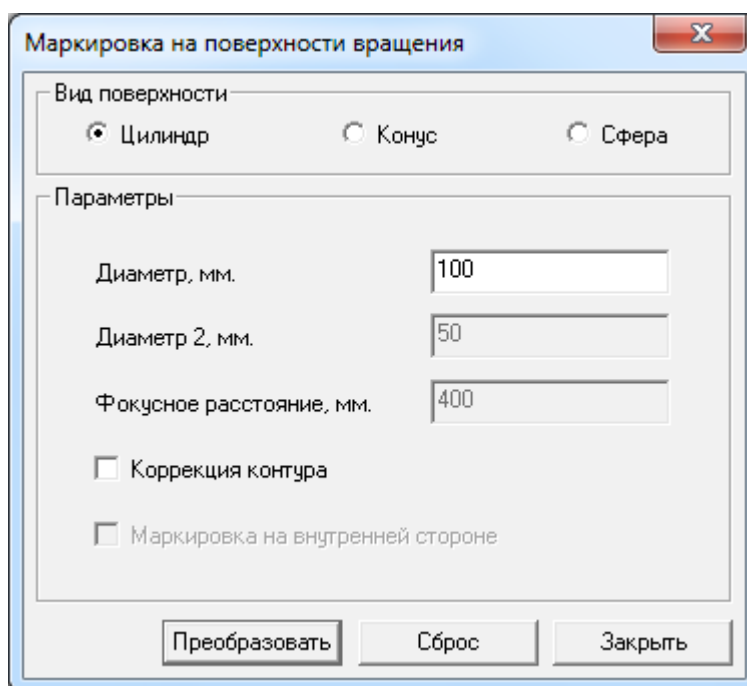 Маркировка на поверхности вращения
Вид поверхности
Цилиндр Конус Сфера
Параметры
Диаметр, мм. 100
Диаметр 2, мм. 50
Фокусное расстояние, мм. 400
Коррекция контура
Маркировка на внутренней стороне
Преобразовать Сброс Закрыть